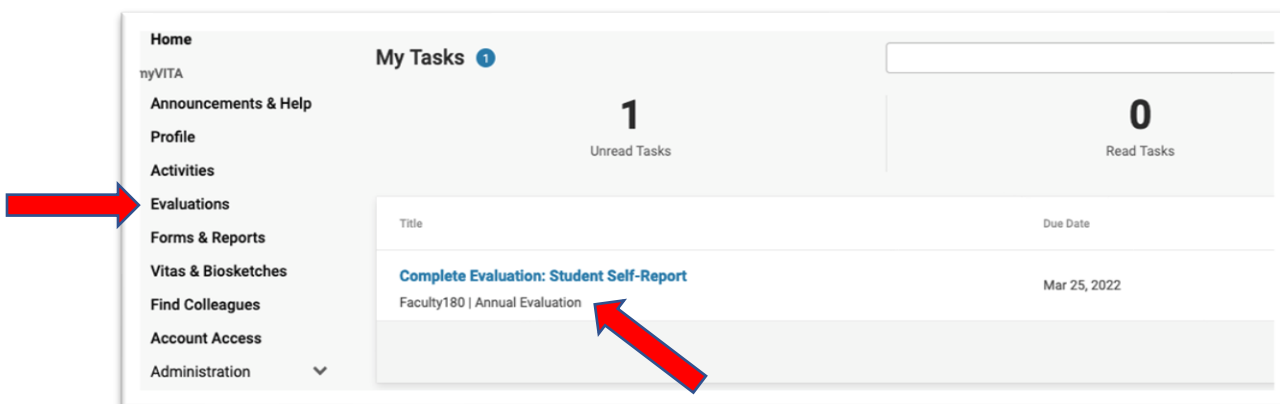 Home
myVITA
Announcements & Help
Profile
Activities
Evaluations
Forms & Reports
Vitas & Biosketches
Find Colleagues
Account Access
Administration
My Tasks 1
1
Unread Tasks
0
Read Tasks
Title
Due Date
Complete Evaluation: Student Self-Report
Mar 25, 2022
Faculty180 | Annual Evaluation